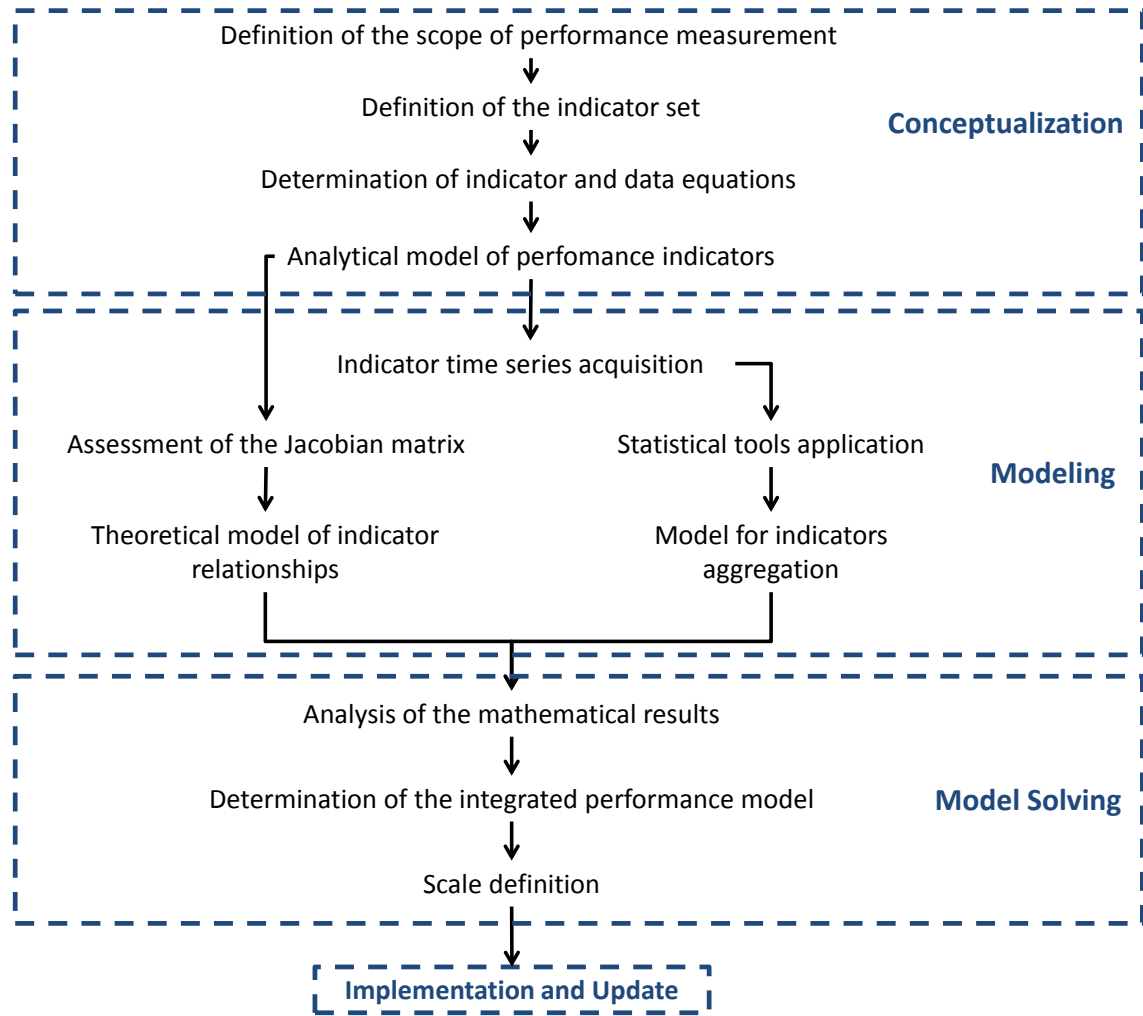 Definition of the scope of performance measurement
Definition of the indicator set
Conceptualization
Determination of indicator and data equations
Analytical model of perfomance indicators
Indicator time series acquisition
Assessment of the Jacobian matrix
Statistical tools application
Modeling
Theoretical model of indicator
relationships
Model for indicators
aggregation
Analysis of the mathematical results
Determination of the integrated performance model
Model Solving
Scale definition
Implementation and Update